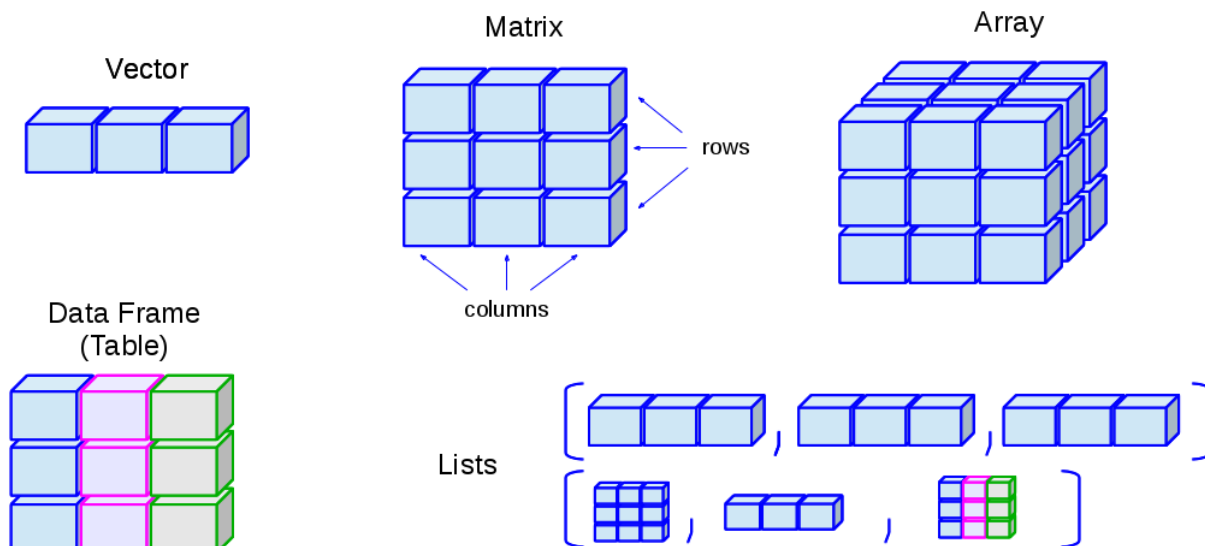 Vector
Matrix
Array
rows
columns
Data Frame
(Table)
Lists